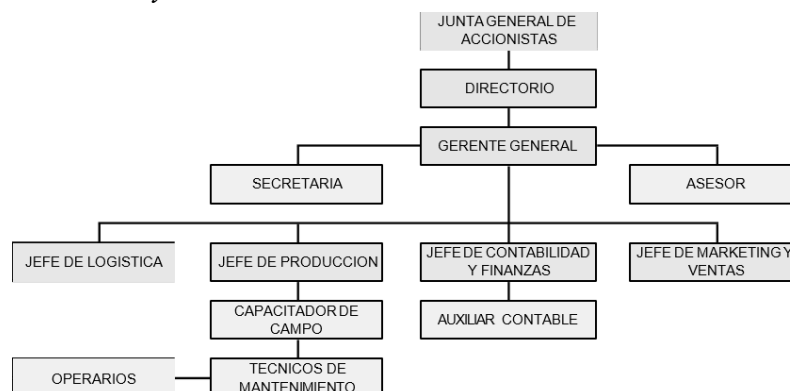 JUNTA GENERAL DE
ACCIONISTAS
DIRECTORIO
GERENTE GENERAL
SECRETARIA
ASESOR
JEFE DE LOGISTICA
JEFE DE PRODUCCION
JEFE DE CONTABILIDAD
Y FINANZAS
JEFE DE MARKETING Y
VENTAS
CAPACITADOR DE
CAMPO
AUXILIAR CONTABLE
OPERARIOS
TECNICOS DE
MANTENIMIENTO